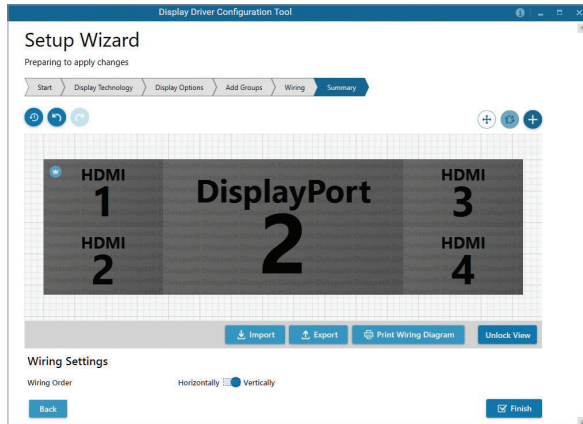 Display Driver Configuration Tool
Setup Wizard
Preparing to apply changes
Start Display Technology Display Options Add Groups Wiring Summary
W
HDMI
1
HDMI
2
DisplayPort
2
HDMI
3
HDMI
4
Import Export Print Wiring Diagram Unlock View
Wiring Settings
Wiring Order Horizontally Vertically
Back Finish